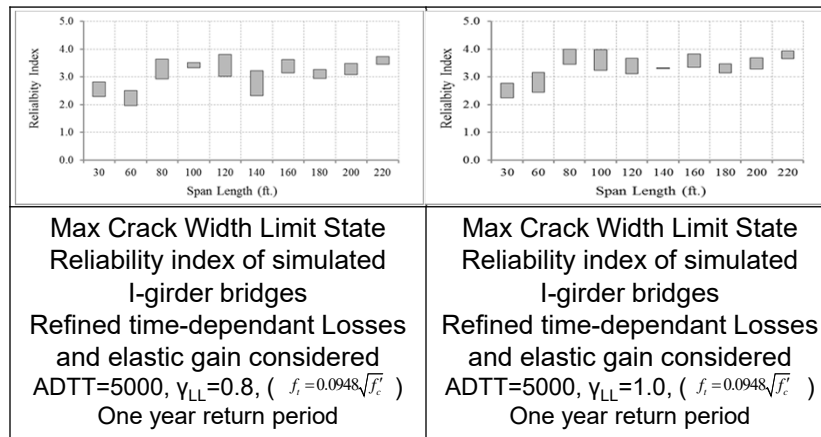 5.0
4.0
3.0
2.0
1.0
0.0
Relialbity Index
30 60 80 100 120 140 160 180 200 220
Span Length (ft.)
5.0
4.0
3.0
2.0
1.0
0.0
Relialbity Index
30 60 80 100 120 140 160 180 200 220
Span Length (ft.)
Max Crack Width Limit State
Reliability index of simulated
I-girder bridges
Refined time-dependant Losses
and elastic gain considered
ADTT=5000, γLL=0.8, ( fₜ = 0.0948√f′c )
One year return period
Max Crack Width Limit State
Reliability index of simulated
I-girder bridges
Refined time-dependant Losses
and elastic gain considered
ADTT=5000, γLL=1.0, ( fₜ = 0.0948√f′c )
One year return period